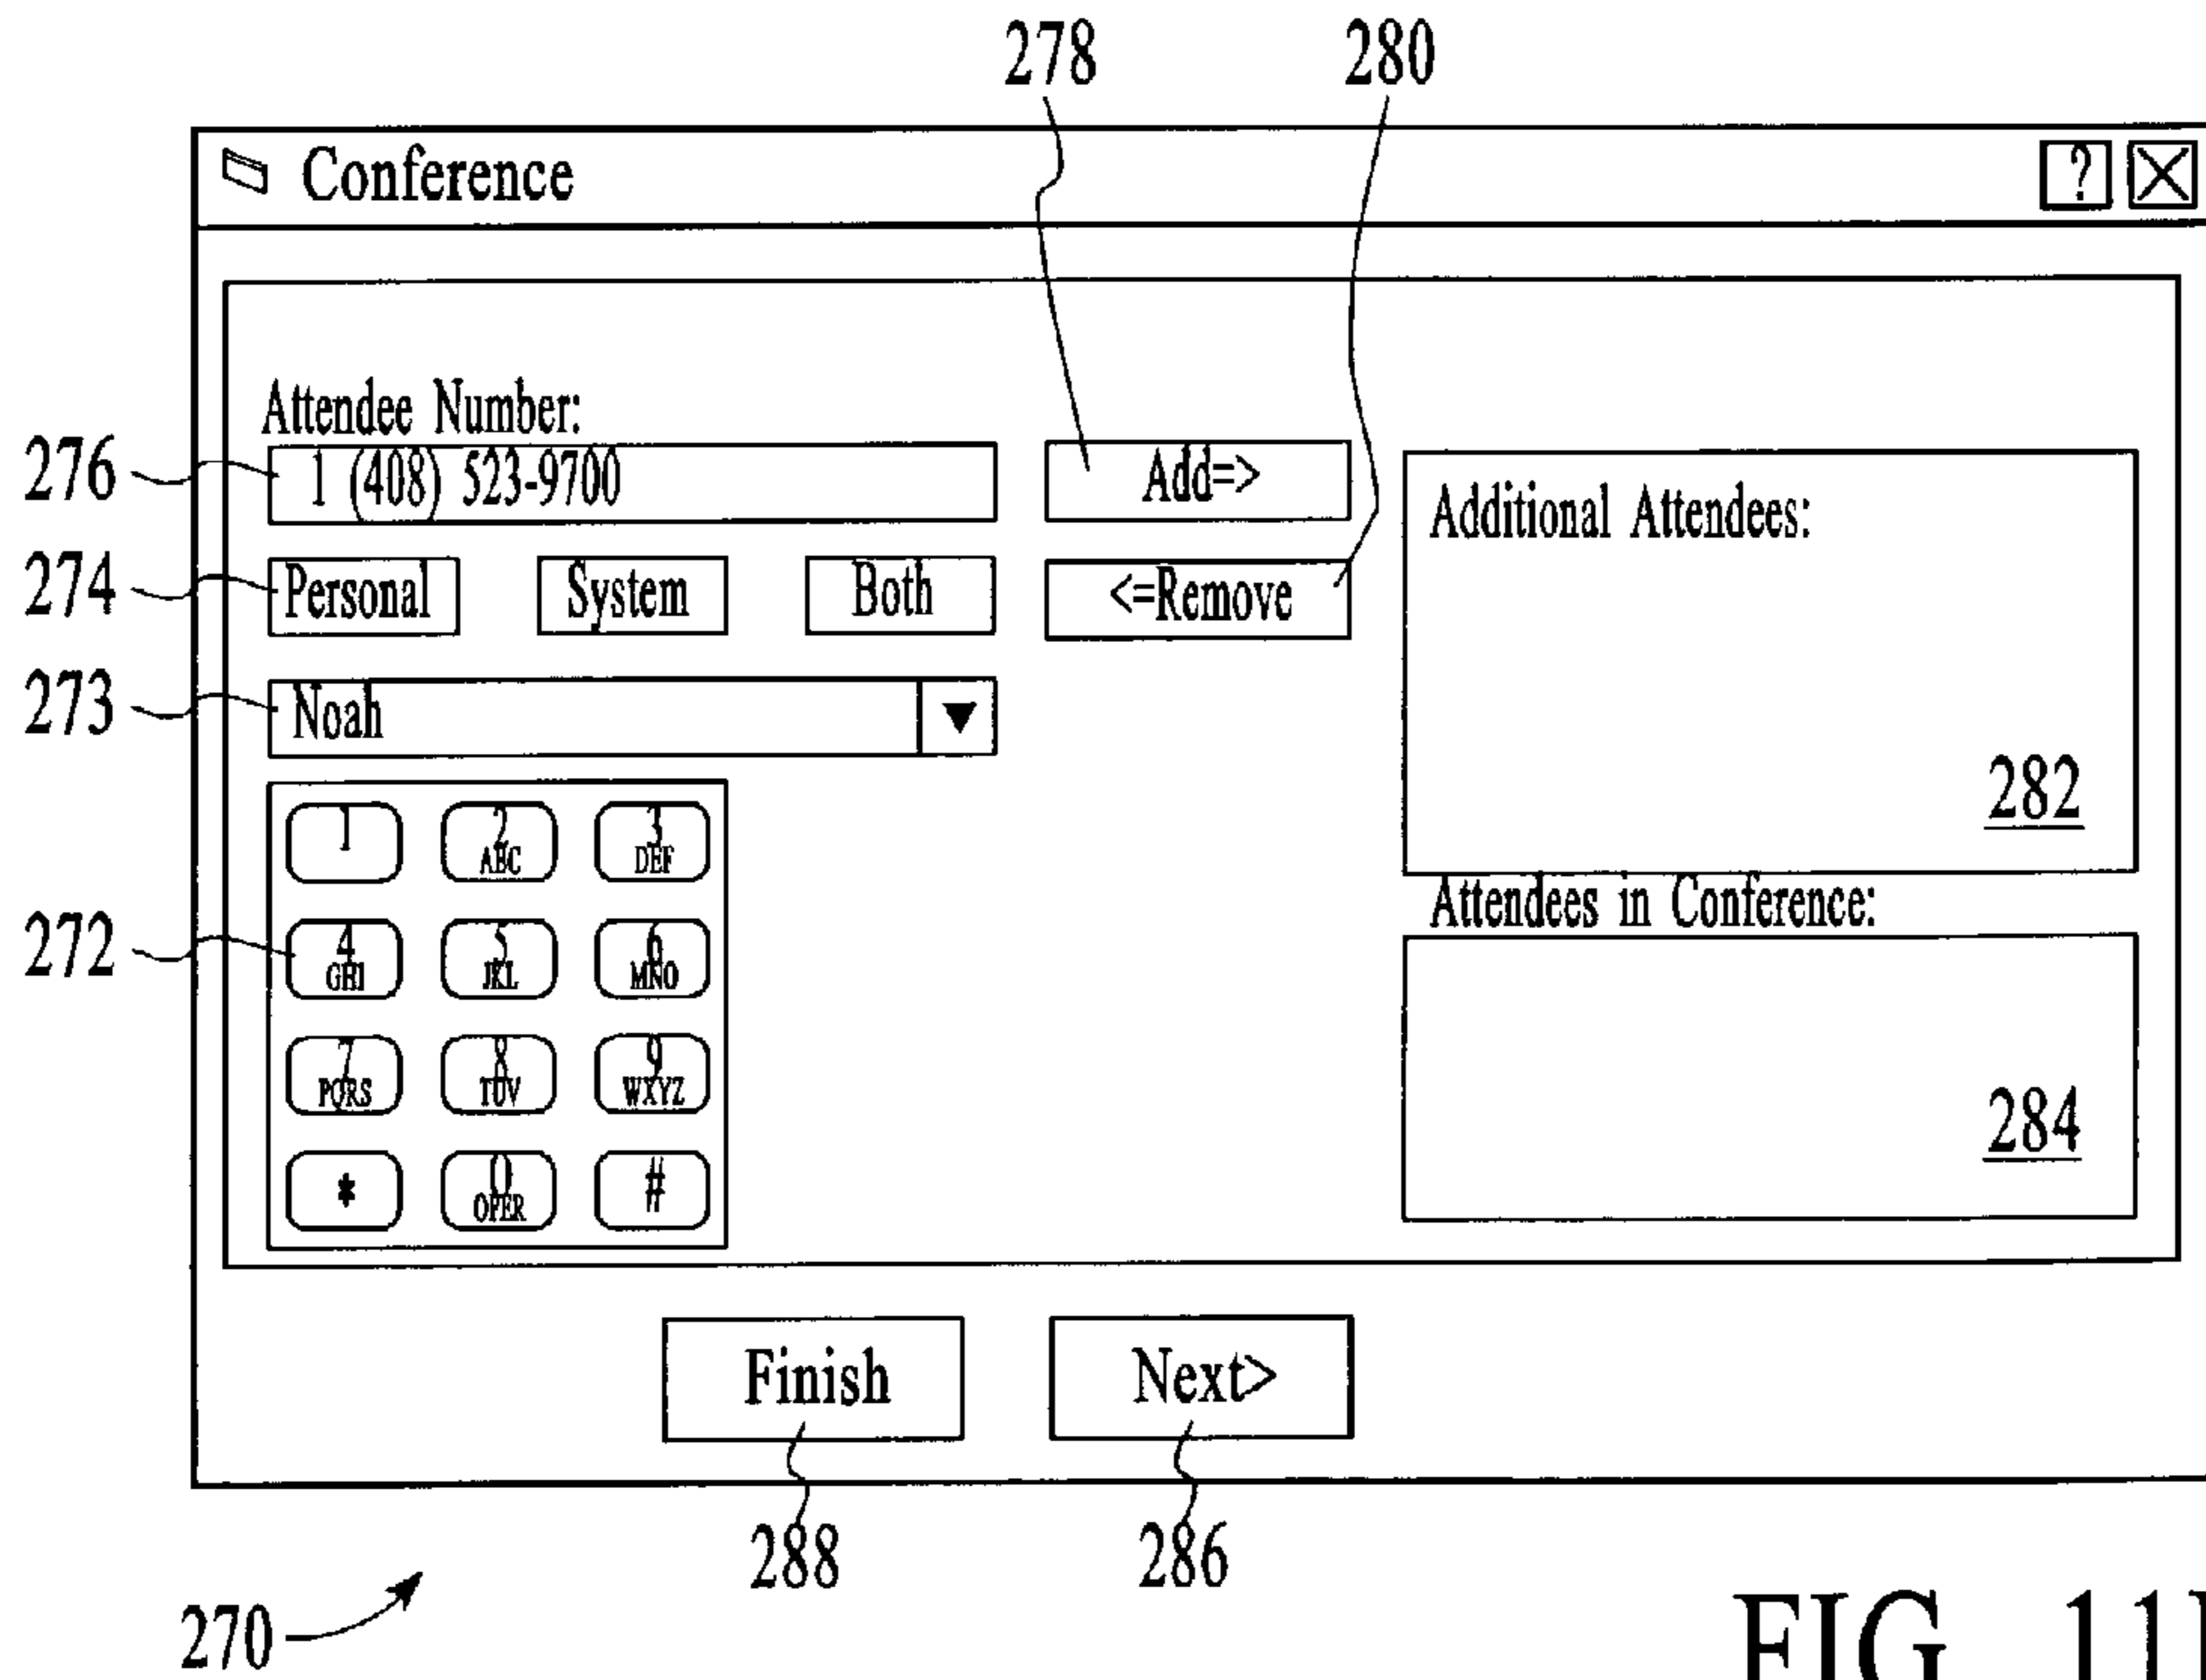 278 280
Conference ?
Attendee Number:
276 1 (408) 523-9700 Add=>
Additional Attendees:
274 Personal System Both <=Remove
273 Noah
282
1 2 ABC 3 DEF
Attendees in Conference:
272 4 GHI 5 JKL 6 MNO
7 PQRS 8 TUV 9 WXYZ
284
* 0 OPER #
Finish Next>
288 286
270
FIG. 11